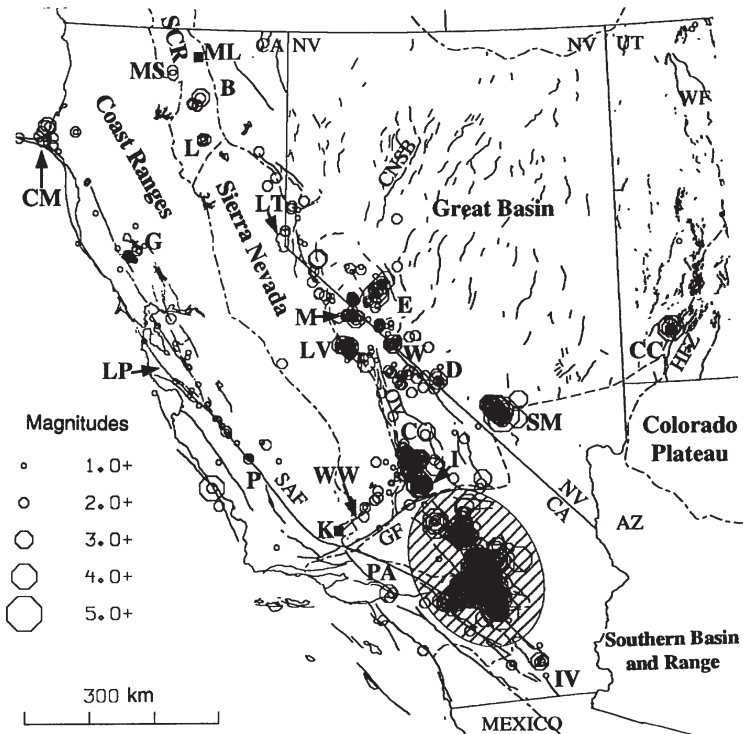 SCR
CA
NV
NV
UT
ML
MS
B
WF
Coast Ranges
CNSB
L
CM
Sierra Nevada
LT
Great Basin
G
E
M
LV
W
CC
HFZ
LP
D
OV
SM
Magnitudes
C
Colorado
Plateau
1.0+
P
SAF
WW
I
NV
CA
2.0+
K
GF
AZ
3.0+
4.0+
PA
5.0+
Southern Basin
and Range
IV
300 km
MEXICO